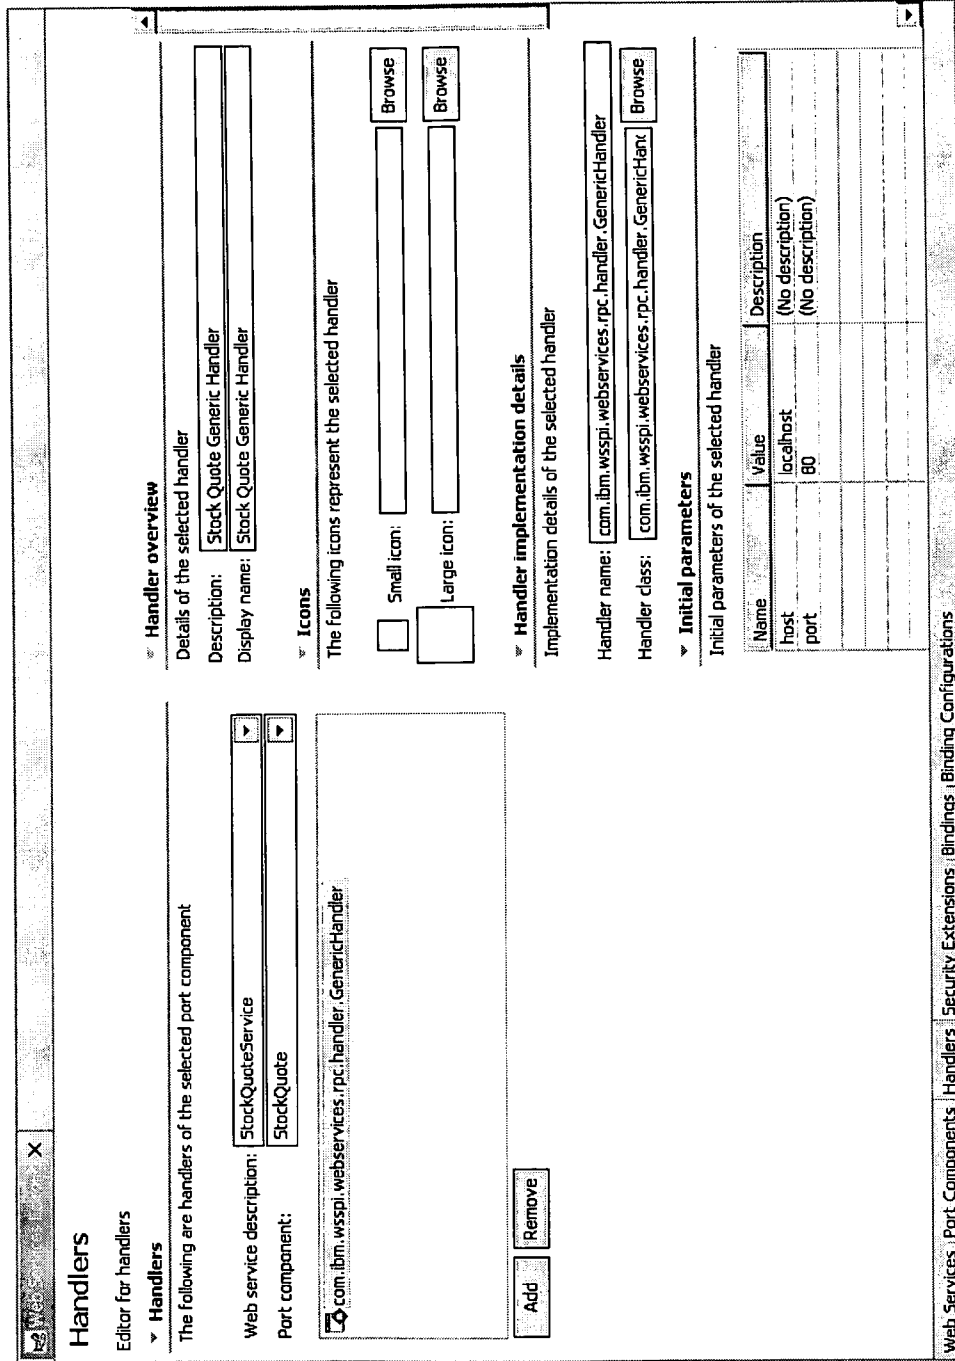 Web Services Editor X
Handlers
Editor for handlers
Handlers
The following are handlers of the selected port component
Web service description: StockQuoteService
Port component: StockQuote
com.ibm.wsspi.webservices.rpc.handler.GenericHandler
Add Remove
Handler overview
Details of the selected handler
Description: Stock Quote Generic Handler
Display name: Stock Quote Generic Handler
Icons
The following icons represent the selected handler
Small icon: Browse
Large icon: Browse
Handler implementation details
Implementation details of the selected handler
Handler name: com.ibm.wsspi.webservices.rpc.handler.GenericHandler
Handler class: com.ibm.wsspi.webservices.rpc.handler.GenericHand Browse
Initial parameters
Initial parameters of the selected handler
Name Value Description
host localhost (No description)
port 80 (No description)
Web Services Port Components Handlers Security Extensions Bindings Binding Configurations